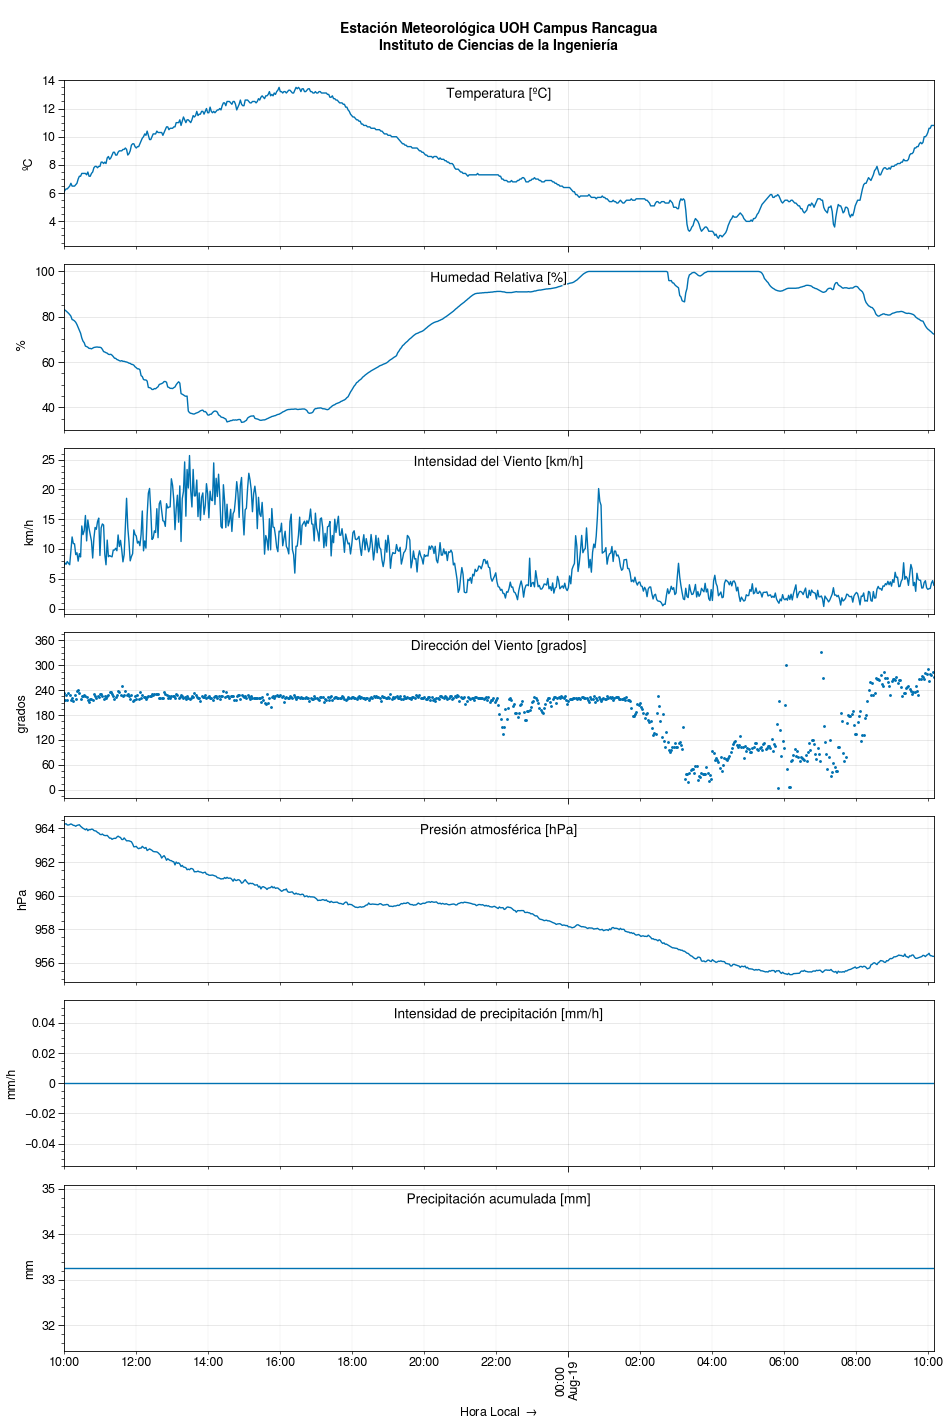 Estación Meteorológica UOH Campus Rancagua
Instituto de Ciencias de la Ingeniería
Temperatura [ºC]
ºC
14
12
10
8
6
4
Humedad Relativa [%]
%
100
80
60
40
Intensidad del Viento [km/h]
km/h
25
20
15
10
5
0
Dirección del Viento [grados]
grados
360
300
240
180
120
60
0
Presión atmosférica [hPa]
hPa
964
962
960
958
956
Intensidad de precipitación [mm/h]
mm/h
0.04
0.02
0
−0.02
−0.04
Precipitación acumulada [mm]
mm
35
34
33
32
10:00 12:00 14:00 16:00 18:00 20:00 22:00 00:00 02:00 04:00 06:00 08:00 10:00
Aug-19
Hora Local →